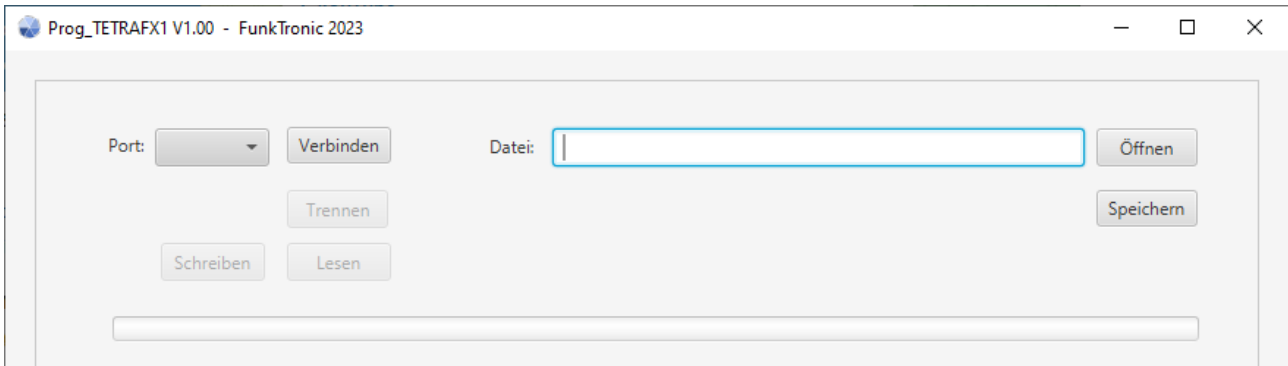 Prog_TETRAFX1 V1.00 - FunkTronic 2023
Port:
Verbinden
Datei:
Öffnen
Trennen
Speichern
Schreiben
Lesen